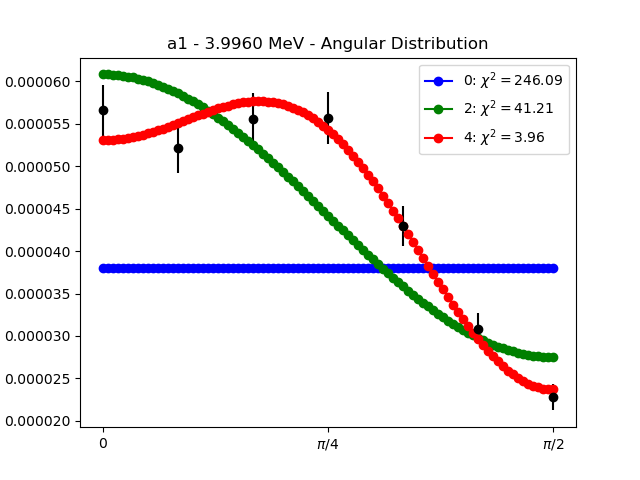 a1 - 3.9960 MeV - Angular Distribution
0.000060
0.000055
0.000050
0.000045
0.000040
0.000035
0.000030
0.000025
0.000020
0: χ² = 246.09
2: χ² = 41.21
4: χ² = 3.96
0
π/4
π/2